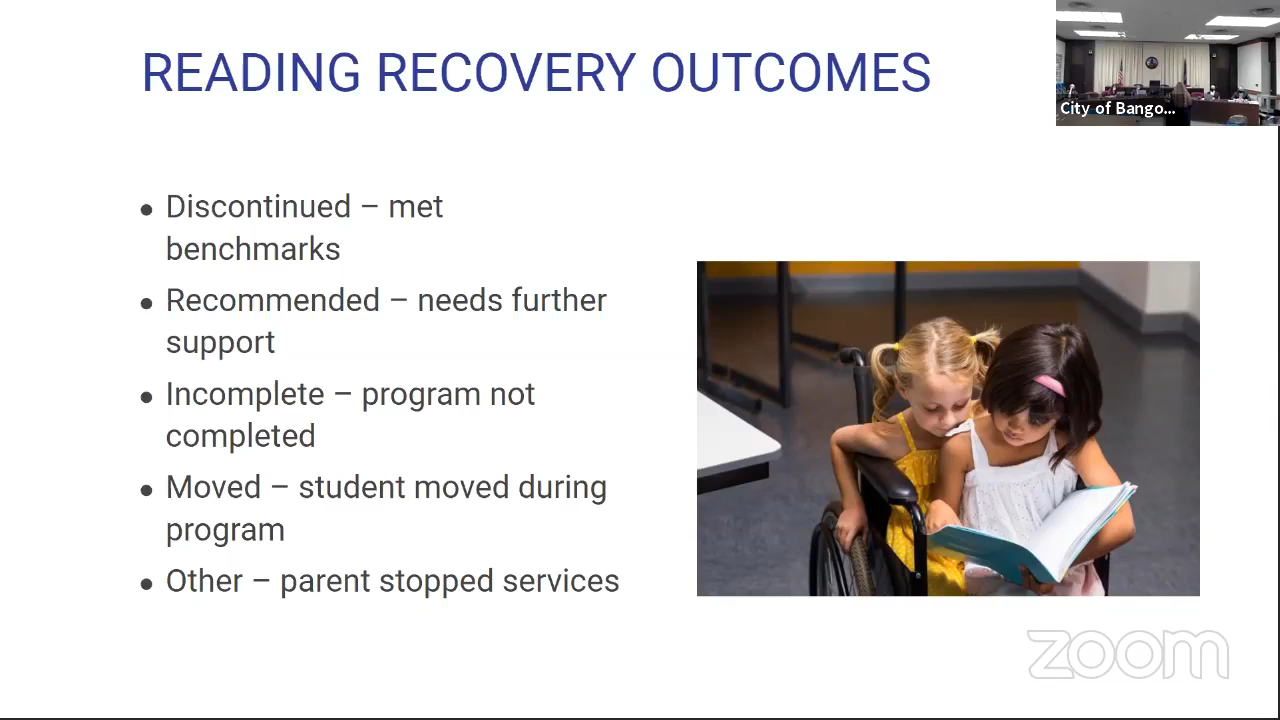 READING RECOVERY OUTCOMES
City of Bango...
● Discontinued – met
benchmarks
● Recommended – needs further
support
● Incomplete – program not
completed
● Moved – student moved during
program
● Other – parent stopped services
zoom